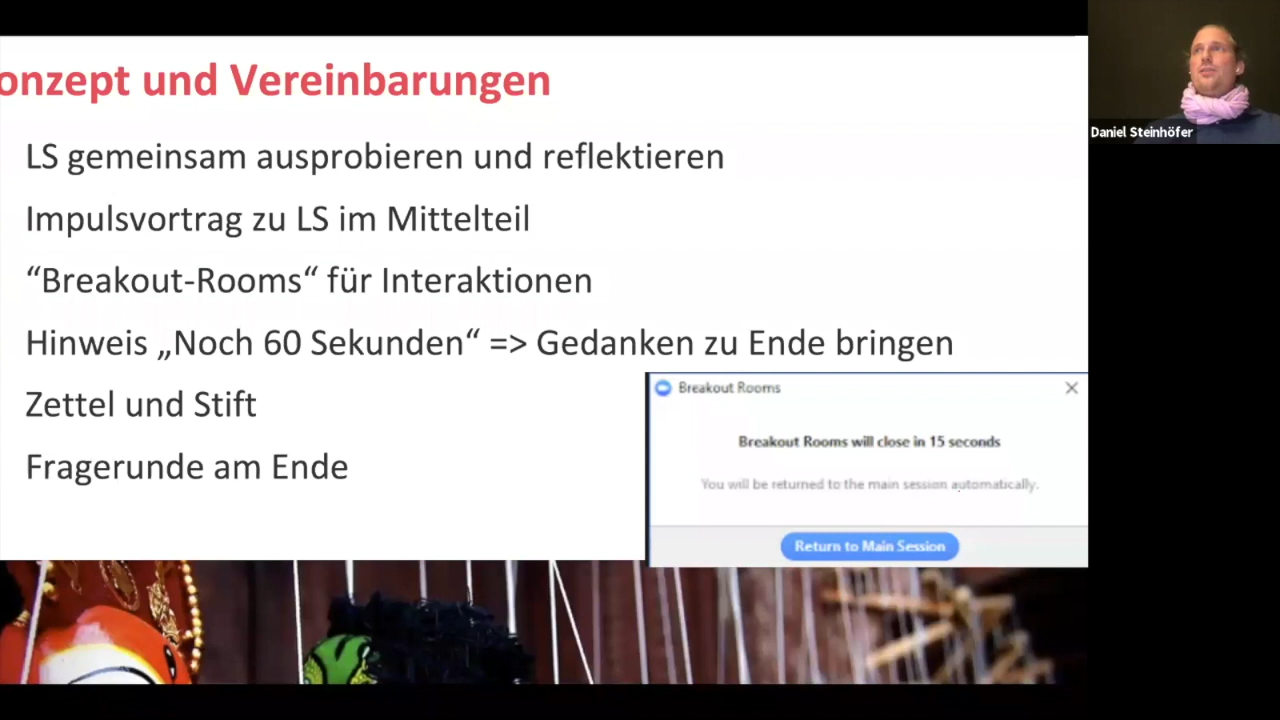 onzept und Vereinbarungen
LS gemeinsam ausprobieren und reflektieren
Impulsvortrag zu LS im Mittelteil
“Breakout-Rooms“ für Interaktionen
Hinweis „Noch 60 Sekunden“ => Gedanken zu Ende bringen
Zettel und Stift
Fragerunde am Ende
Breakout Rooms
Breakout Rooms will close in 15 seconds
You will be returned to the main session automatically.
Return to Main Session
Daniel Steinhöfer